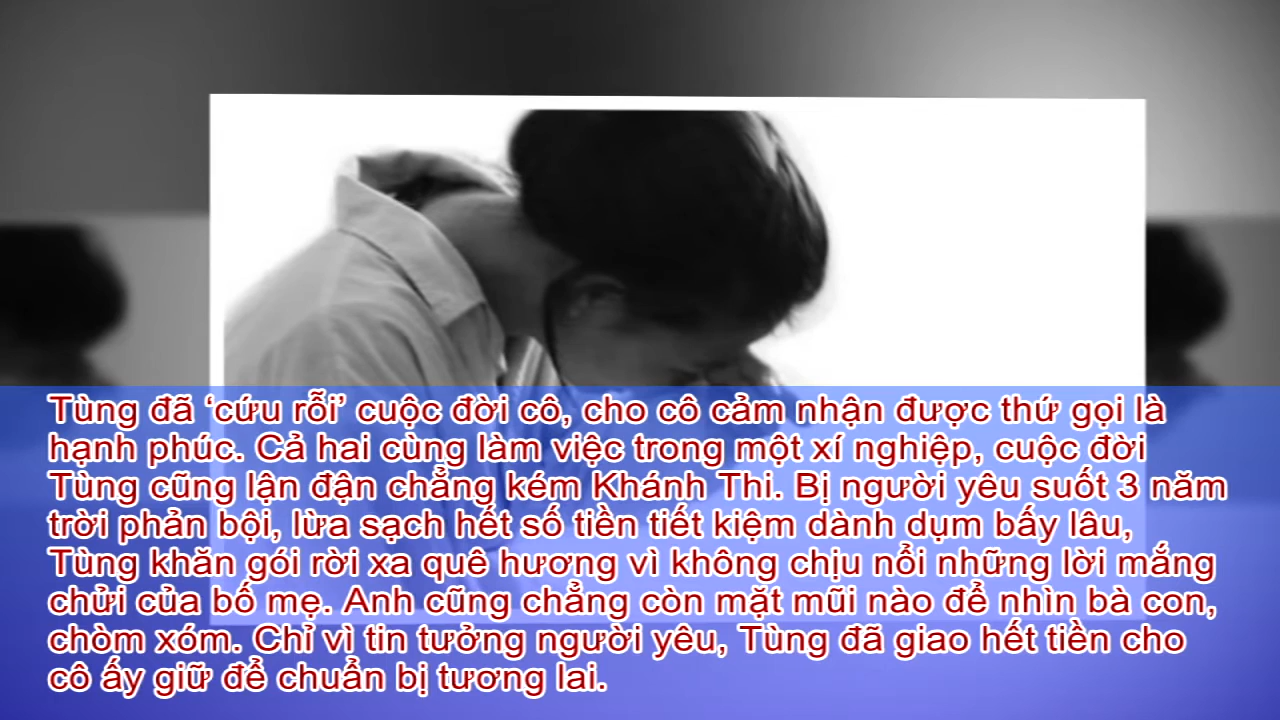 Tùng đã ‘cứu rỗi’ cuộc đời cô, cho cô cảm nhận được thứ gọi là
hạnh phúc. Cả hai cùng làm việc trong một xí nghiệp, cuộc đời
Tùng cũng lận đận chẳng kém Khánh Thi. Bị người yêu suốt 3 năm
trời phản bội, lừa sạch hết số tiền tiết kiệm dành dụm bấy lâu,
Tùng khăn gói rời xa quê hương vì không chịu nổi những lời mắng
chửi của bố mẹ. Anh cũng chẳng còn mặt mũi nào để nhìn bà con,
chòm xóm. Chỉ vì tin tưởng người yêu, Tùng đã giao hết tiền cho
cô ấy giữ để chuẩn bị tương lai.